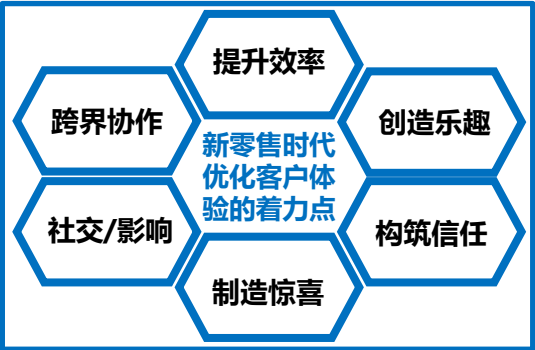 提升效率
跨界协作
创造乐趣
新零售时代
优化客户体
验的着力点
社交/影响
构筑信任
制造惊喜